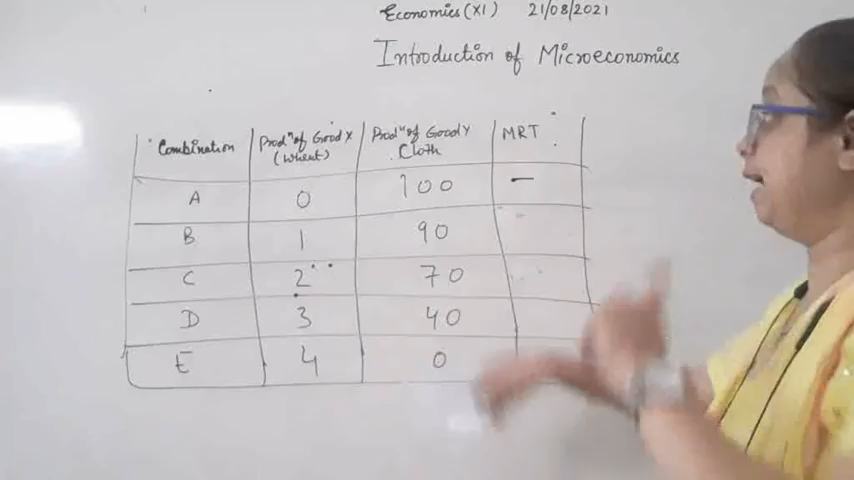 Economics (XI) 21/08/2021
Introduction of Microeconomics
Combination Prodⁿ of Good X (Wheat) Prodⁿ of Good Y Cloth MRT
A 0 100 –
B 1 90
C 2 70
D 3 40
E 4 0